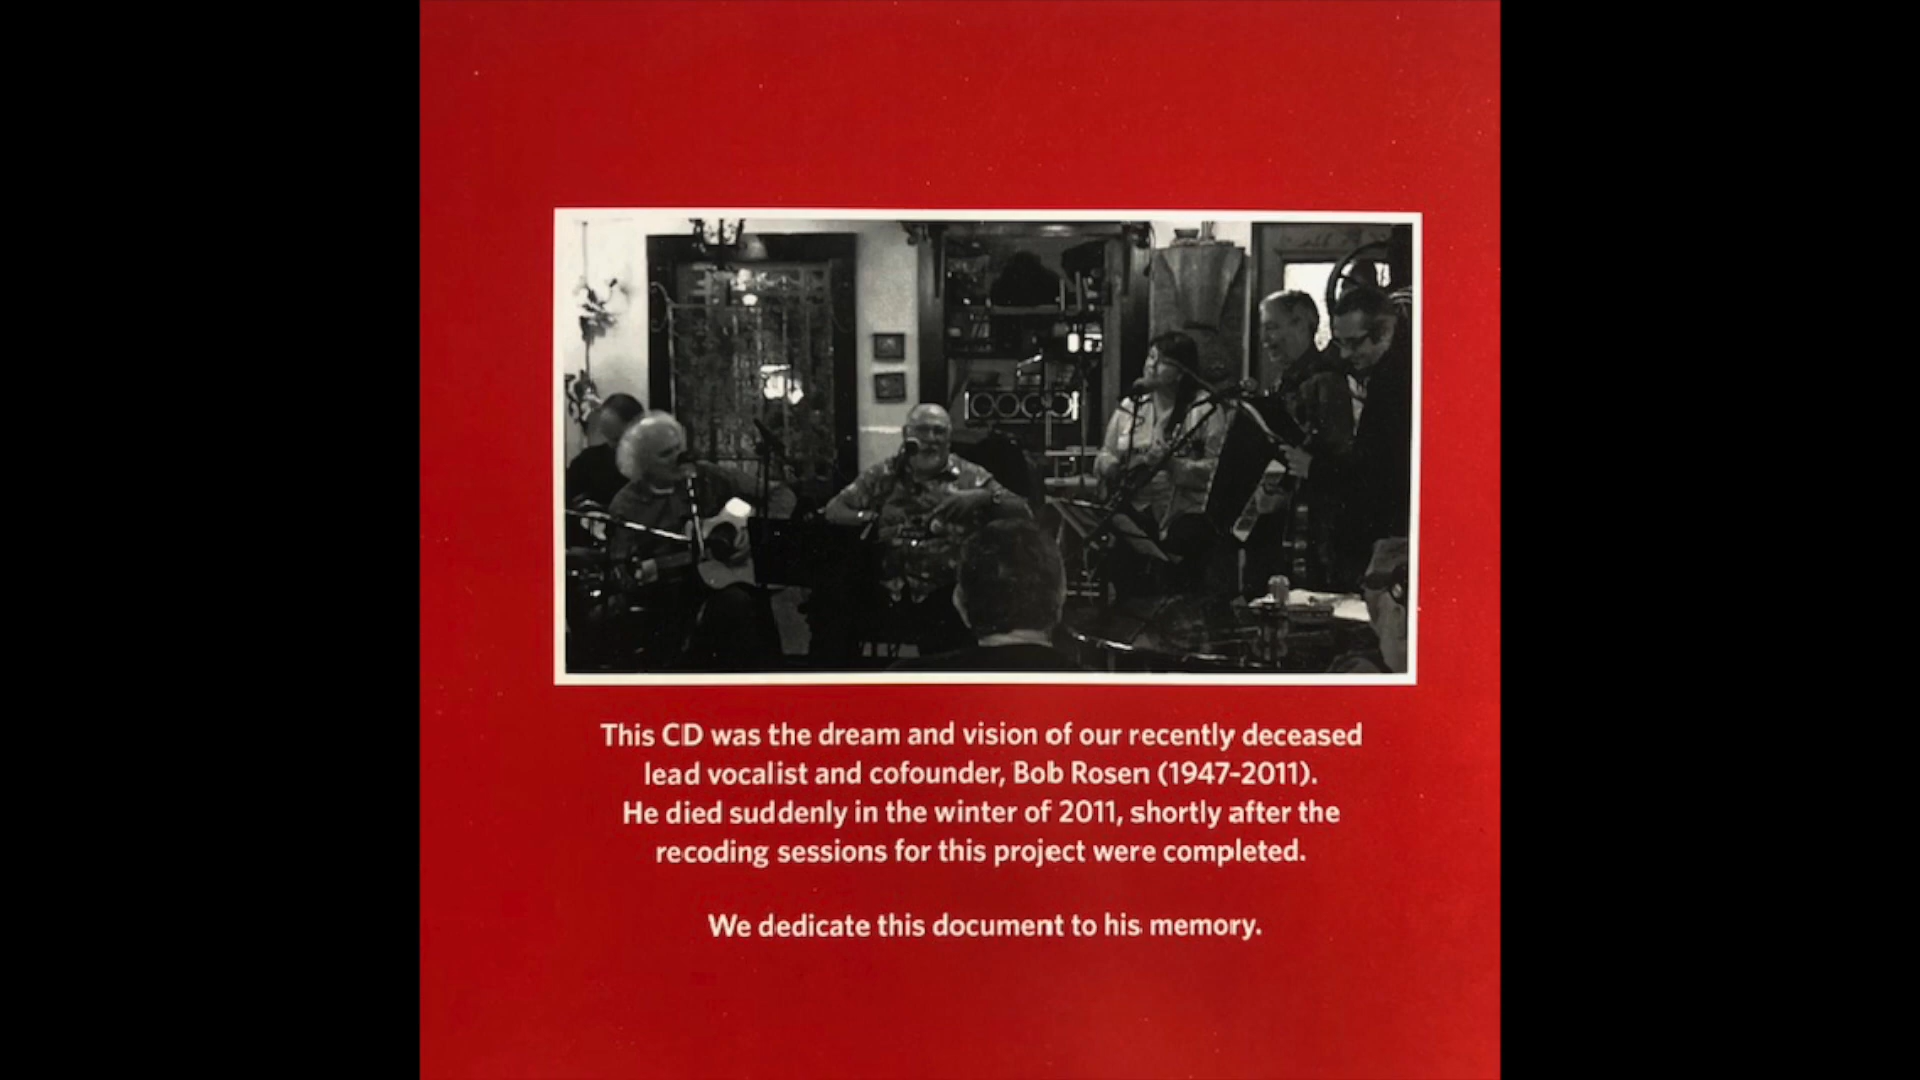 This CD was the dream and vision of our recently deceased
lead vocalist and cofounder, Bob Rosen (1947-2011).
He died suddenly in the winter of 2011, shortly after the
recoding sessions for this project were completed.
We dedicate this document to his memory.